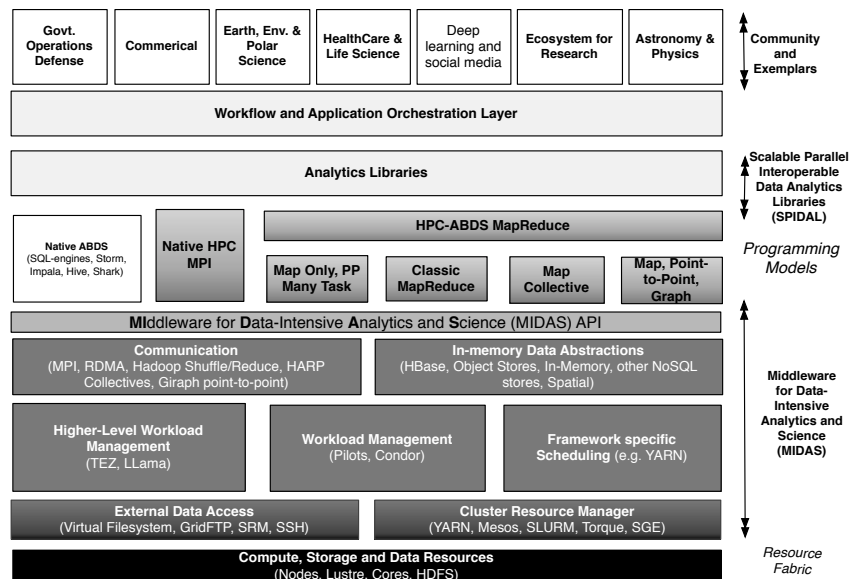 Govt.
Operations
Defense
Commerical
Earth, Env. &
Polar
Science
HealthCare &
Life Science
Deep
learning and
social media
Ecosystem for
Research
Astronomy &
Physics
Community
and
Exemplars
Workflow and Application Orchestration Layer
Analytics Libraries
Scalable Parallel
Interoperable
Data Analytics
Libraries
(SPIDAL)
Native ABDS
(SQL-engines, Storm,
Impala, Hive, Shark)
Native HPC
MPI
HPC-ABDS MapReduce
Map Only, PP
Many Task
Classic
MapReduce
Map
Collective
Map, Point-
to-Point,
Graph
Programming
Models
MIddleware for Data-Intensive Analytics and Science (MIDAS) API
Communication
(MPI, RDMA, Hadoop Shuffle/Reduce, HARP
Collectives, Giraph point-to-point)
In-memory Data Abstractions
(HBase, Object Stores, In-Memory, other NoSQL
stores, Spatial)
Higher-Level Workload
Management
(TEZ, LLama)
Workload Management
(Pilots, Condor)
Framework specific
Scheduling (e.g. YARN)
Middleware
for Data-
Intensive
Analytics and
Science
(MIDAS)
External Data Access
(Virtual Filesystem, GridFTP, SRM, SSH)
Cluster Resource Manager
(YARN, Mesos, SLURM, Torque, SGE)
Compute, Storage and Data Resources
(Nodes, Lustre, Cores, HDFS)
Resource
Fabric